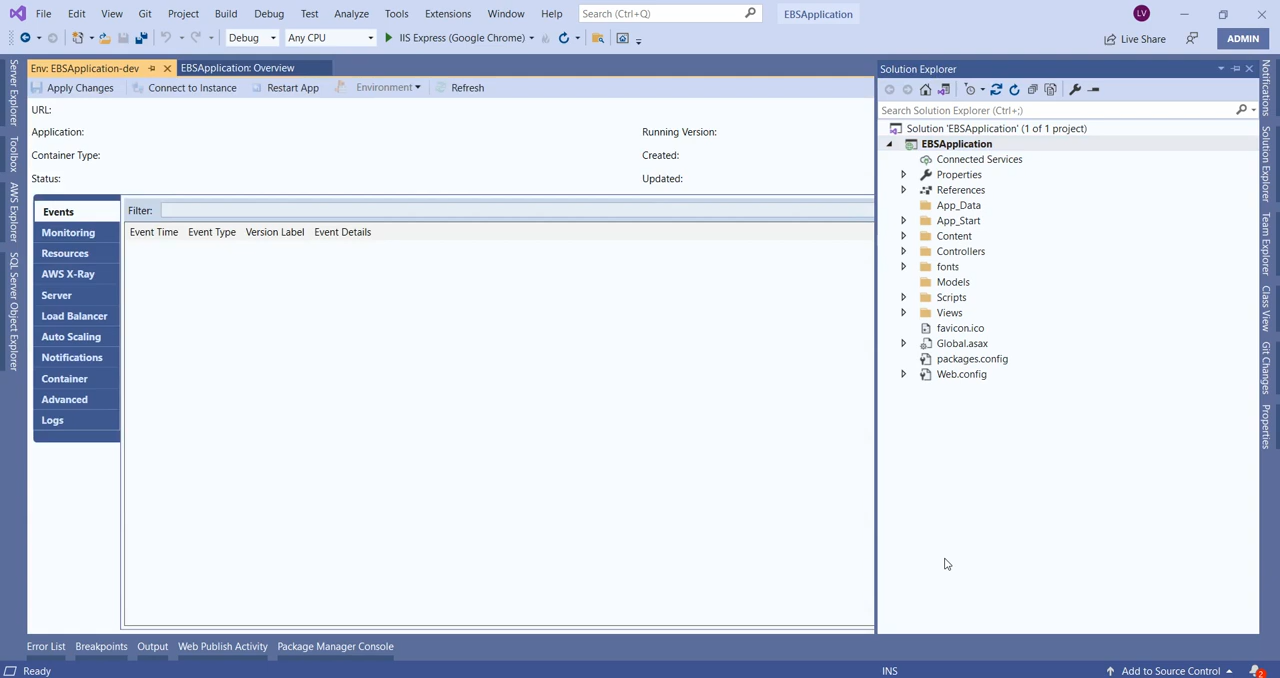 File Edit View Git Project Build Debug Test Analyze Tools Extensions Window Help Search (Ctrl+Q) EBSApplication LV
Debug Any CPU IIS Express (Google Chrome) Live Share ADMIN
Env: EBSApplication-dev EBSApplication: Overview
Apply Changes Connect to Instance Restart App Environment Refresh
URL:
Application: Running Version:
Container Type: Created:
Status: Updated:
Events
Monitoring
Resources
AWS X-Ray
Server
Load Balancer
Auto Scaling
Notifications
Container
Advanced
Logs
Filter:
Event Time Event Type Version Label Event Details
Solution Explorer
Search Solution Explorer (Ctrl+;)
Solution 'EBSApplication' (1 of 1 project)
EBSApplication
Connected Services
Properties
References
App_Data
App_Start
Content
Controllers
fonts
Models
Scripts
Views
favicon.ico
Global.asax
packages.config
Web.config
Server Explorer
Toolbox
AWS Explorer
SQL Server Object Explorer
Notifications
Solution Explorer
Team Explorer
Class View
Git Changes
Properties
Error List Breakpoints Output Web Publish Activity Package Manager Console
Ready INS Add to Source Control 2